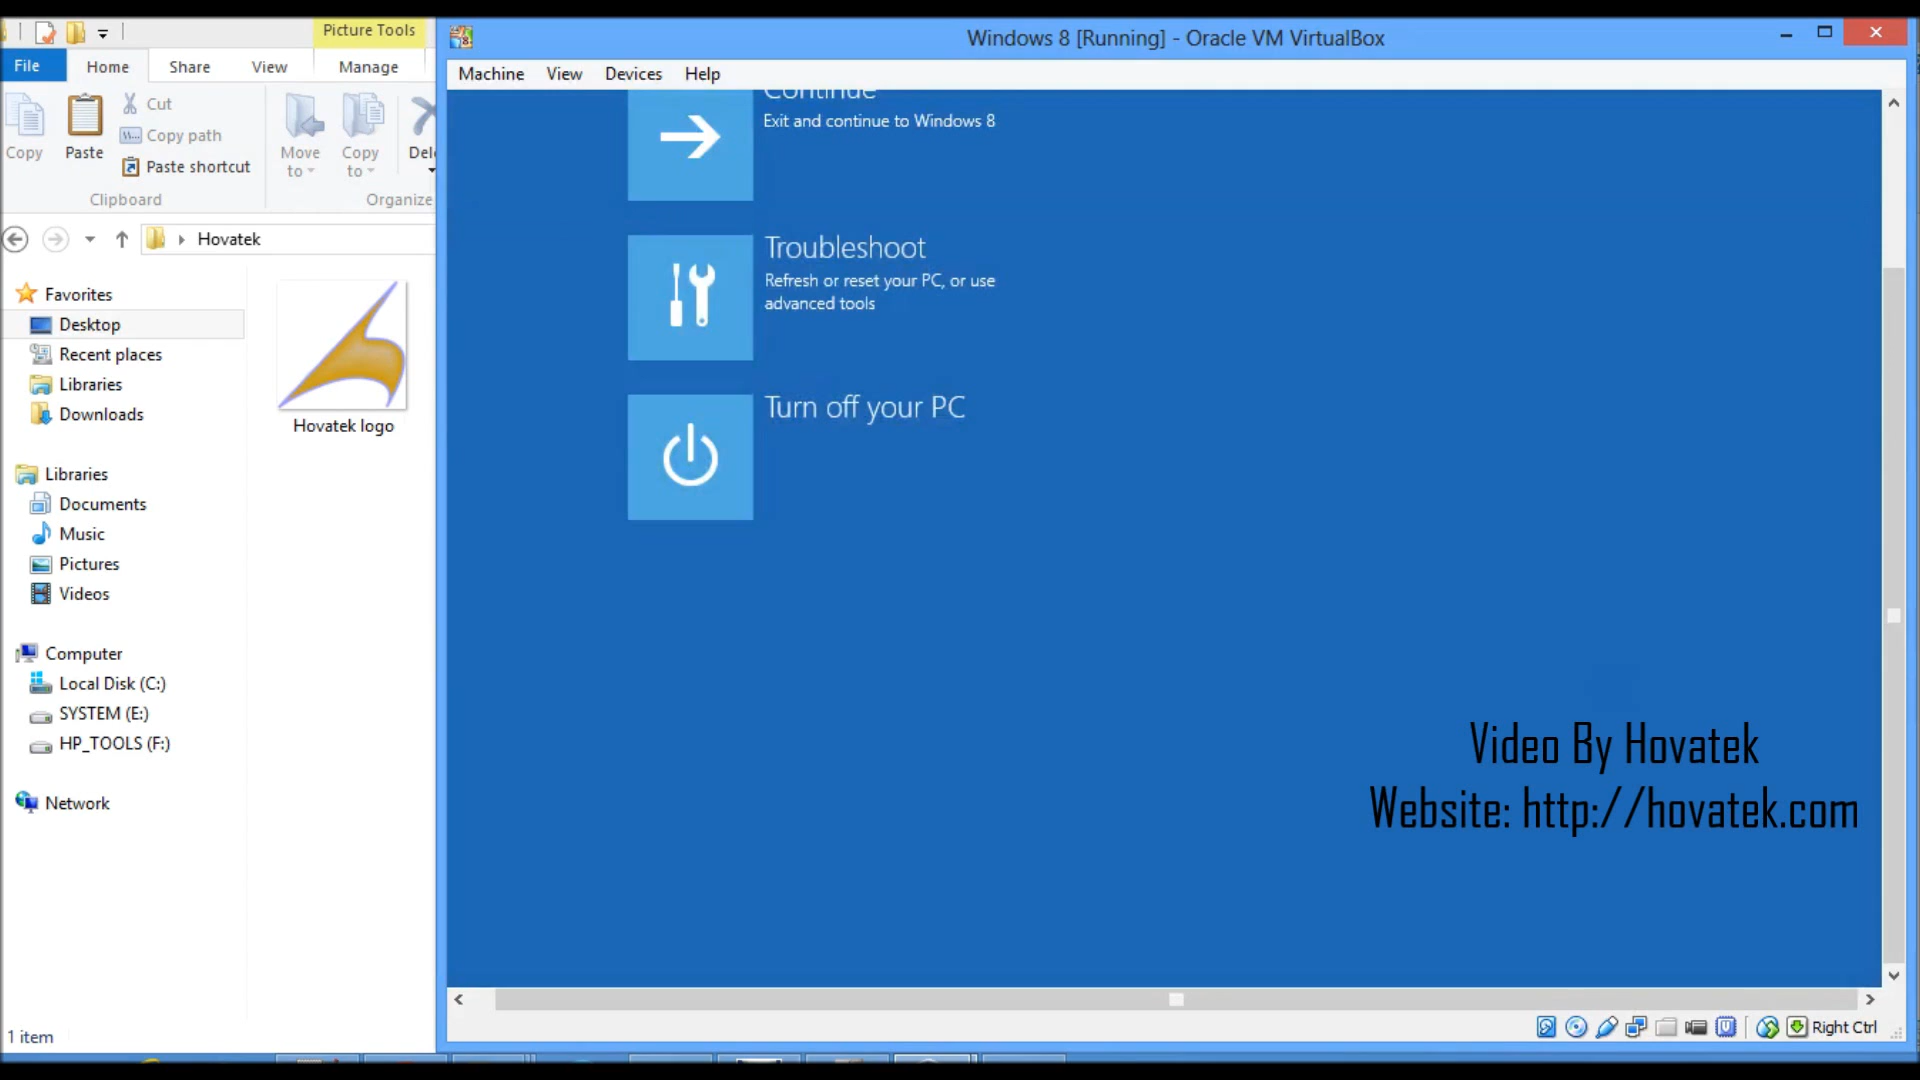 Picture Tools
Windows 8 [Running] - Oracle VM VirtualBox
File
Home
Share
View
Manage
Machine
View
Devices
Help
Copy
Paste
Cut
Copy path
Paste shortcut
Move to
Copy to
Clipboard
Organize
Hovatek
Favorites
Desktop
Recent places
Libraries
Downloads
Libraries
Documents
Music
Pictures
Videos
Computer
Local Disk (C:)
SYSTEM (E:)
HP_TOOLS (F:)
Network
1 item
Hovatek logo
Continue
Exit and continue to Windows 8
Troubleshoot
Refresh or reset your PC, or use
advanced tools
Turn off your PC
Video By Hovatek
Website: http://hovatek.com
Right Ctrl